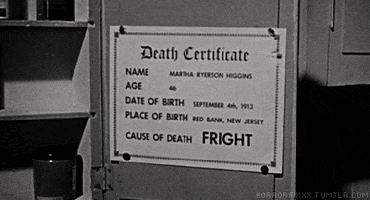 Death Certificate
NAME MARTHA RYERSON HIGGINS
AGE 46
DATE OF BIRTH SEPTEMBER 4th, 1913
PLACE OF BIRTH RED BANK, NEW JERSEY
CAUSE OF DEATH FRIGHT
HORRORFIXXX.TUMBLR.COM